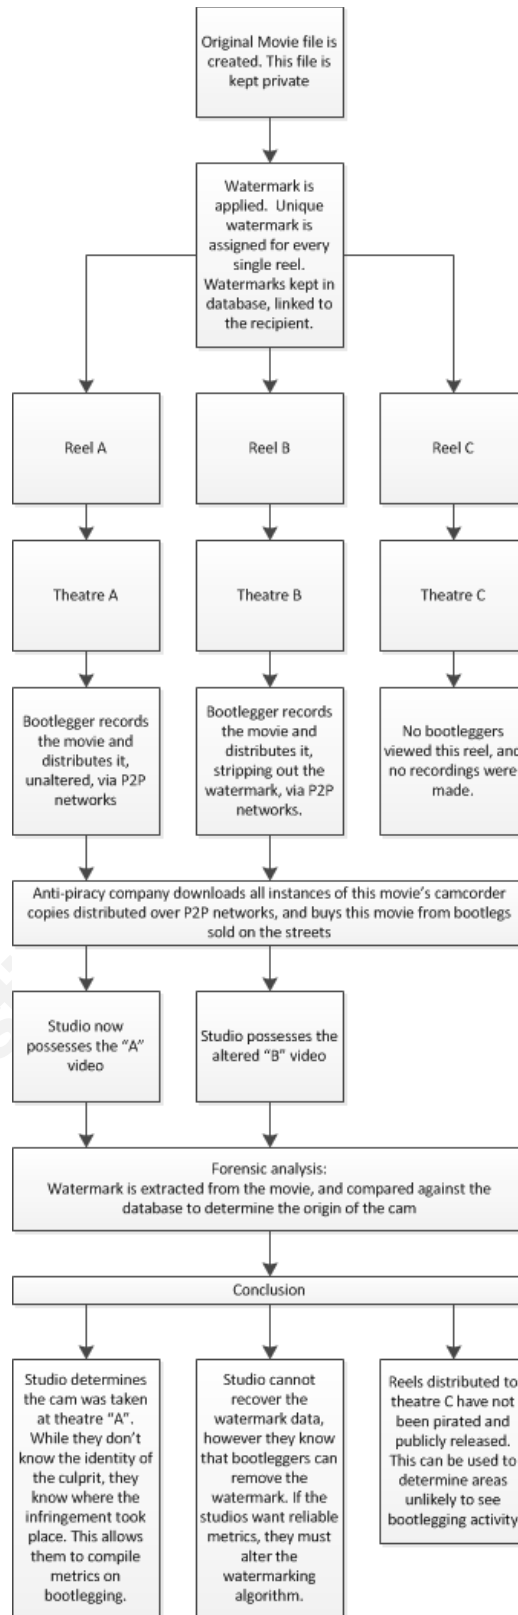 Original Movie file is
created. This file is
kept private
Watermark is
applied. Unique
watermark is
assigned for every
single reel.
Watermarks kept in
database, linked to
the recipient.
Reel A
Reel B
Reel C
Theatre A
Theatre B
Theatre C
Bootlegger records
the movie and
distributes it,
unaltered, via P2P
networks
Bootlegger records
the movie and
distributes it,
stripping out the
watermark, via P2P
networks.
No bootleggers
viewed this reel, and
no recordings were
made.
Anti-piracy company downloads all instances of this movie's camcorder
copies distributed over P2P networks, and buys this movie from bootlegs
sold on the streets
Studio now
possesses the "A"
video
Studio possesses the
altered "B" video
Forensic analysis:
Watermark is extracted from the movie, and compared against the
database to determine the origin of the cam
Conclusion
Studio determines
the cam was taken
at theatre "A".
While they don't
know the identity of
the culprit, they
know where the
infringement took
place. This allows
them to compile
metrics on
bootlegging.
Studio cannot
recover the
watermark data,
however they know
that bootleggers can
remove the
watermark. If the
studios want reliable
metrics, they must
alter the
watermarking
algorithm.
Reels distributed to
theatre C have not
been pirated and
publicly released.
This can be used to
determine areas
unlikely to see
bootlegging activity